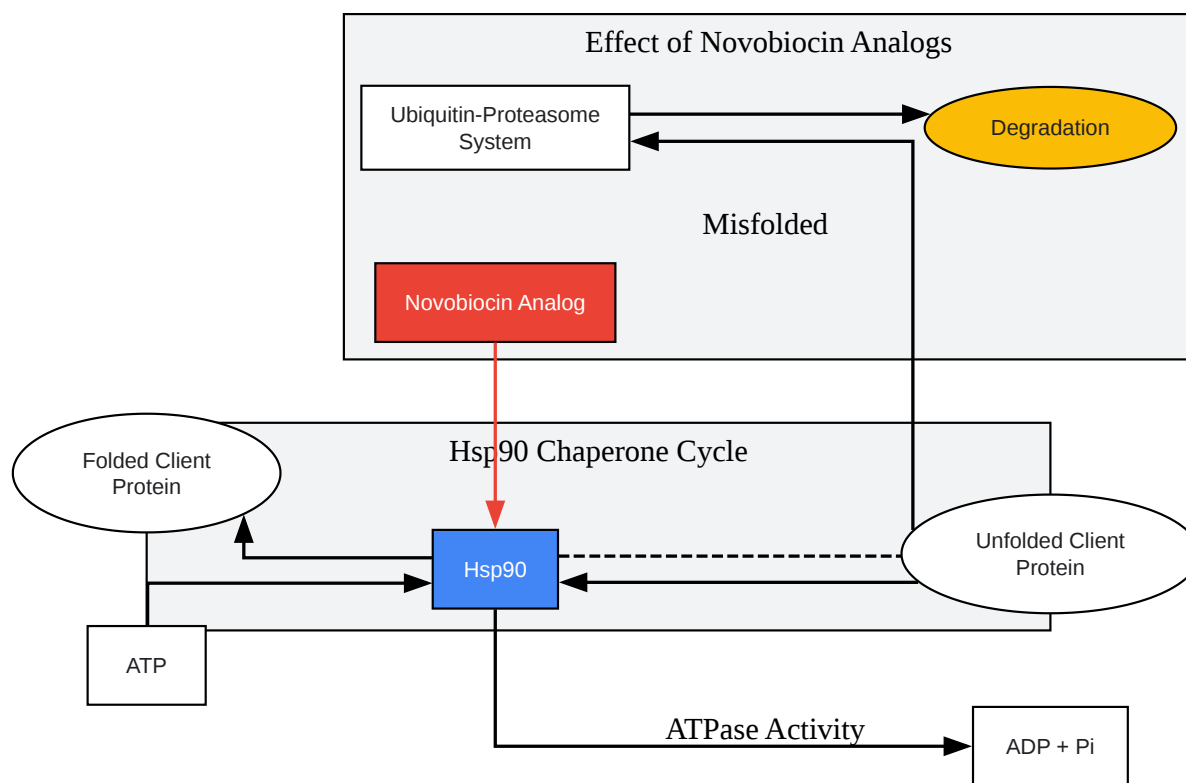 Effect of Novobiocin Analogs
Ubiquitin-Proteasome
System
Degradation
Misfolded
Novobiocin Analog
Hsp90 Chaperone Cycle
Folded Client
Protein
Hsp90
Unfolded Client
Protein
ATP
ATPase Activity
ADP + Pi